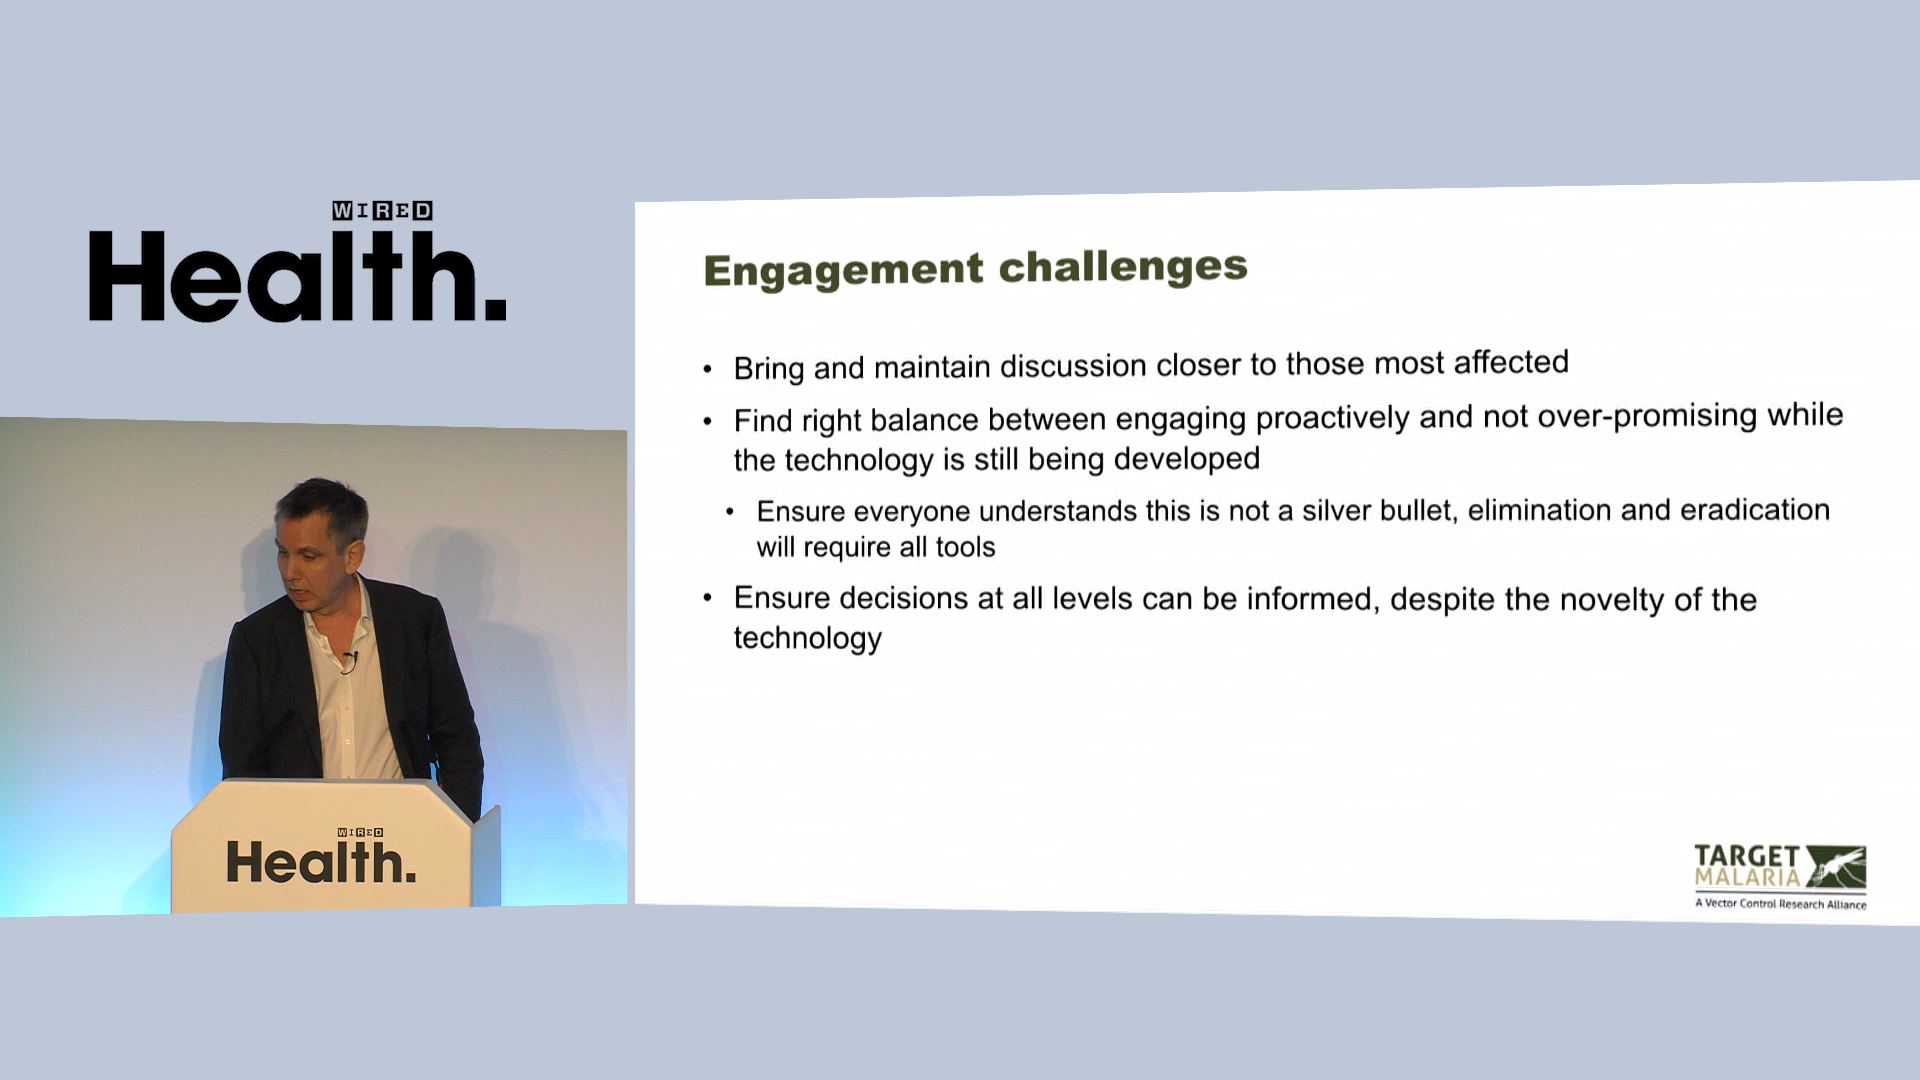 WIRED
Health.
Engagement challenges
• Bring and maintain discussion closer to those most affected
• Find right balance between engaging proactively and not over-promising while
the technology is still being developed
• Ensure everyone understands this is not a silver bullet, elimination and eradication
will require all tools
• Ensure decisions at all levels can be informed, despite the novelty of the
technology
WIRED
Health.
TARGET
MALARIA
A Vector Control Research Alliance